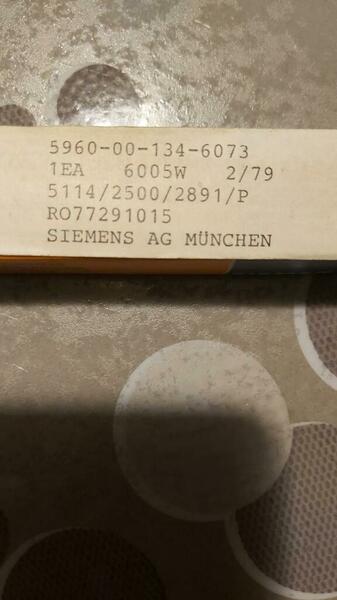 5960-00-134-6073
1EA 6005W 2/79
5114/2500/2891/P
RO77291015
SIEMENS AG MÜNCHEN